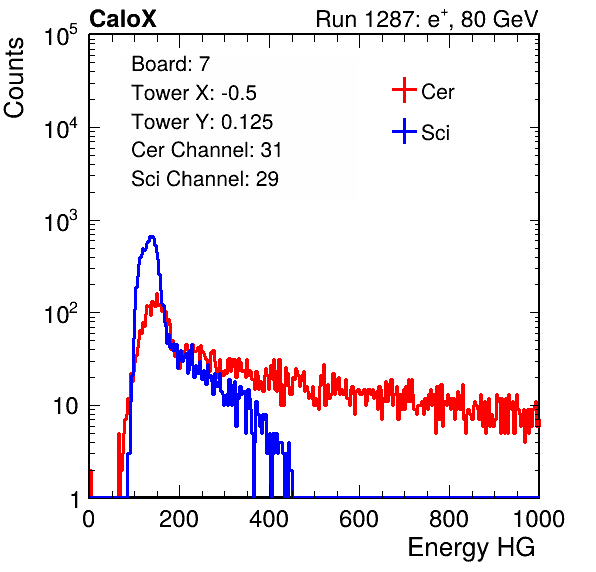 CaloX
Run 1287: e⁺, 80 GeV
Counts
10⁵
10⁴
10³
10²
10
1
Board: 7
Tower X: -0.5
Tower Y: 0.125
Cer Channel: 31
Sci Channel: 29
Cer
Sci
0 200 400 600 800 1000
Energy HG